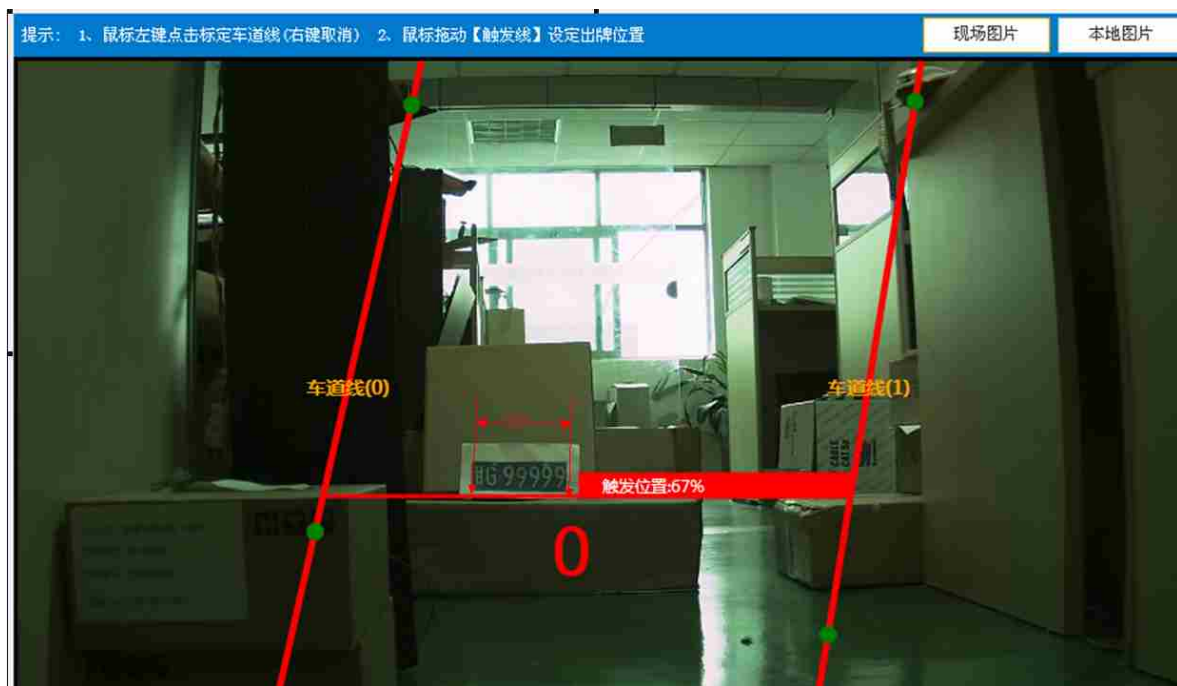 提示： 1、鼠标左键点击标定车道线(右键取消) 2、鼠标拖动【触发线】设定出牌位置
现场图片
本地图片
车道线(0)
车道线(1)
G·99999
触发位置:67%
0
CABLE